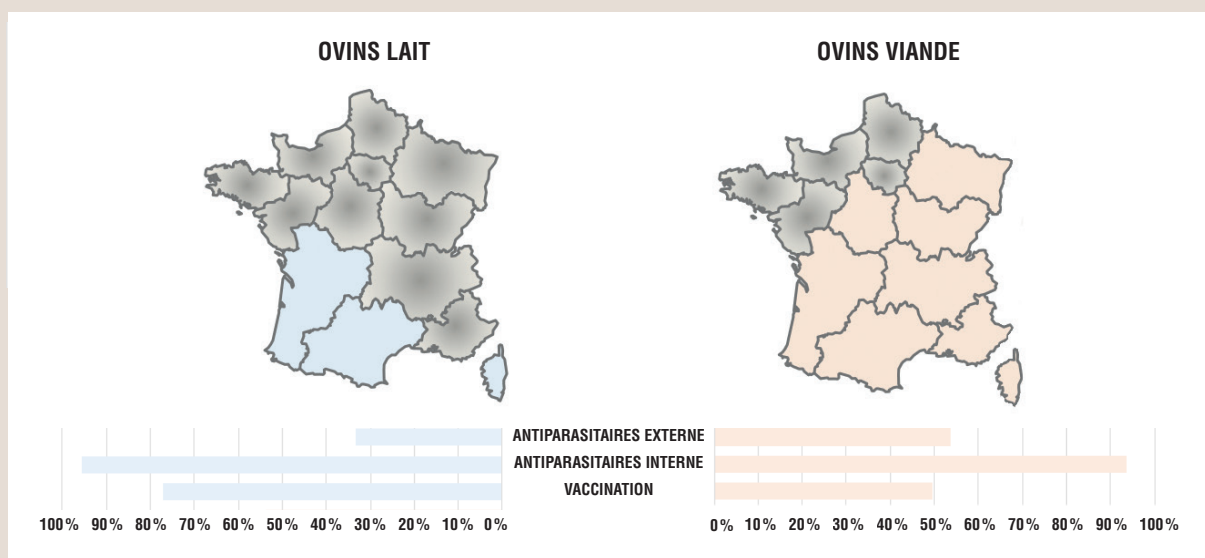 OVINS LAIT
OVINS VIANDE
ANTIPARASITAIRES EXTERNE
ANTIPARASITAIRES INTERNE
VACCINATION
100% 90% 80% 70% 60% 50% 40% 30% 20% 10% 0%
0% 10% 20% 30% 40% 50% 60% 70% 80% 90% 100%